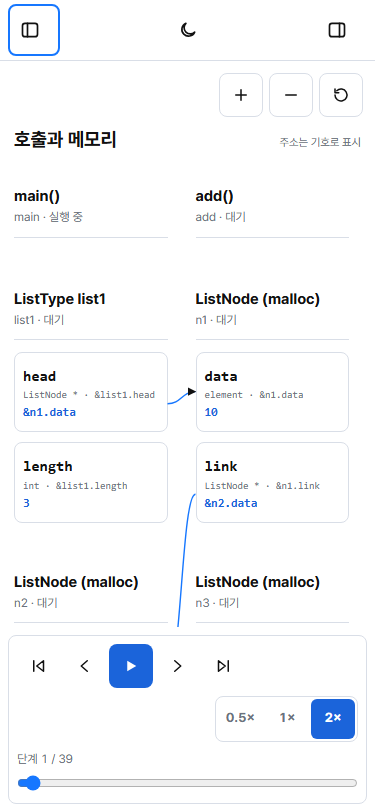 호출과 메모리
주소는 기호로 표시
main()
main · 실행 중
add()
add · 대기
ListType list1
list1 · 대기
ListNode (malloc)
n1 · 대기
head
ListNode * · &list1.head
&n1.data
data
element · &n1.data
10
length
int · &list1.length
3
link
ListNode * · &n1.link
&n2.data
ListNode (malloc)
n2 · 대기
ListNode (malloc)
n3 · 대기
0.5× 1× 2×
단계 1 / 39